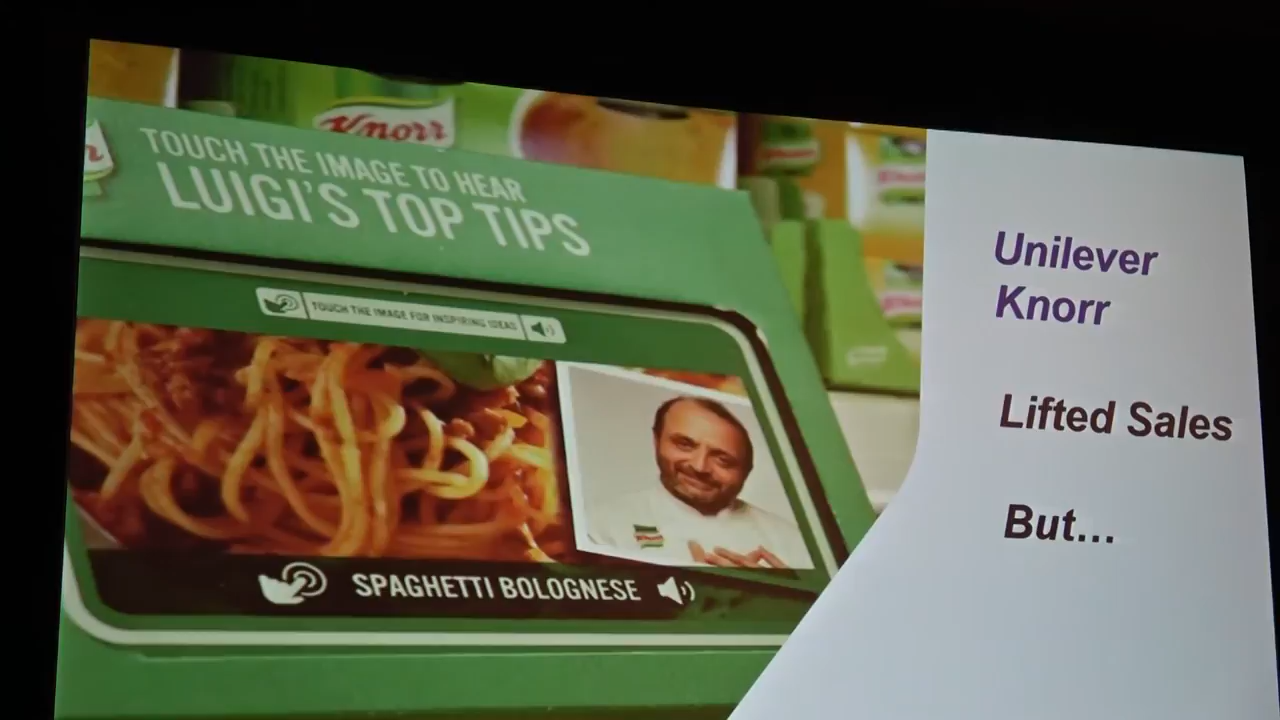 Knorr
TOUCH THE IMAGE TO HEAR
LUIGI'S TOP TIPS
TOUCH THE IMAGE FOR INSPIRING IDEAS
Knorr
SPAGHETTI BOLOGNESE
Unilever
Knorr
Lifted Sales
But...